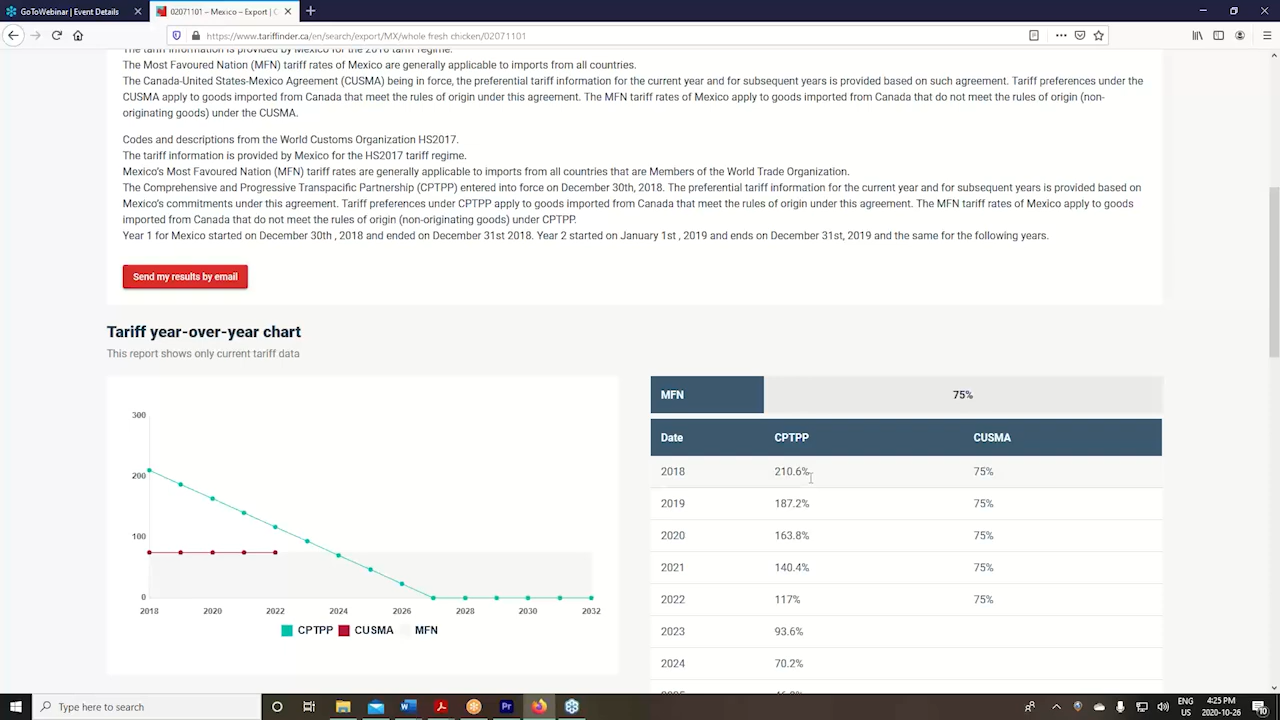 GoToWebinar | Event Details
02071101 – Mexico – Export | C
https://www.tariffinder.ca/en/search/export/MX/whole fresh chicken/02071101
The tariff information is provided by Mexico for the 2016 tariff regime.
The Most Favoured Nation (MFN) tariff rates of Mexico are generally applicable to imports from all countries.
The Canada-United States-Mexico Agreement (CUSMA) being in force, the preferential tariff information for the current year and for subsequent years is provided based on such agreement. Tariff preferences under the
CUSMA apply to goods imported from Canada that meet the rules of origin under this agreement. The MFN tariff rates of Mexico apply to goods imported from Canada that do not meet the rules of origin (non-
originating goods) under the CUSMA.
Codes and descriptions from the World Customs Organization HS2017.
The tariff information is provided by Mexico for the HS2017 tariff regime.
Mexico's Most Favoured Nation (MFN) tariff rates are generally applicable to imports from all countries that are Members of the World Trade Organization.
The Comprehensive and Progressive Transpacific Partnership (CPTPP) entered into force on December 30th, 2018. The preferential tariff information for the current year and for subsequent years is provided based on
Mexico's commitments under this agreement. Tariff preferences under CPTPP apply to goods imported from Canada that meet the rules of origin under this agreement. The MFN tariff rates of Mexico apply to goods
imported from Canada that do not meet the rules of origin (non-originating goods) under CPTPP.
Year 1 for Mexico started on December 30th , 2018 and ended on December 31st 2018. Year 2 started on January 1st , 2019 and ends on December 31st, 2019 and the same for the following years.
Send my results by email
Tariff year-over-year chart
This report shows only current tariff data
300
200
100
0
2018 2020 2022 2024 2026 2028 2030 2032
CPTPP CUSMA MFN
MFN 75%
Date CPTPP CUSMA
2018 210.6% 75%
2019 187.2% 75%
2020 163.8% 75%
2021 140.4% 75%
2022 117% 75%
2023 93.6%
2024 70.2%
Type here to search
ENG
US
4:25 PM
2020-10-26